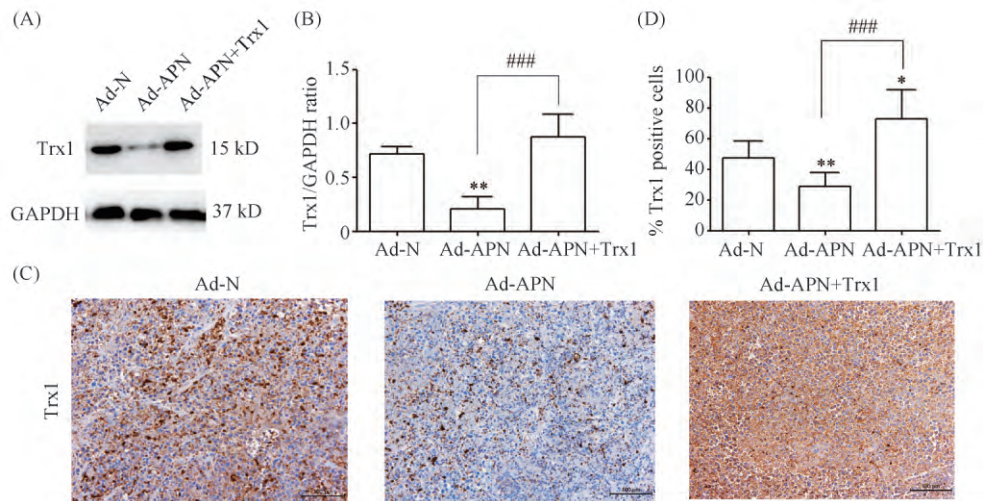 (A)
Ad-N
Ad-APN
Ad-APN+Trx1
Trx1
15 kD
GAPDH
37 kD
(B)
###
1.5
1.0
0.5
0
**
Trx1/GAPDH ratio
Ad-N
Ad-APN
Ad-APN+Trx1
(D)
###
100
80
60
40
20
0
**
*
% Trx1 positive cells
Ad-N
Ad-APN
Ad-APN+Trx1
(C)
Ad-N
Ad-APN
Ad-APN+Trx1
Trx1